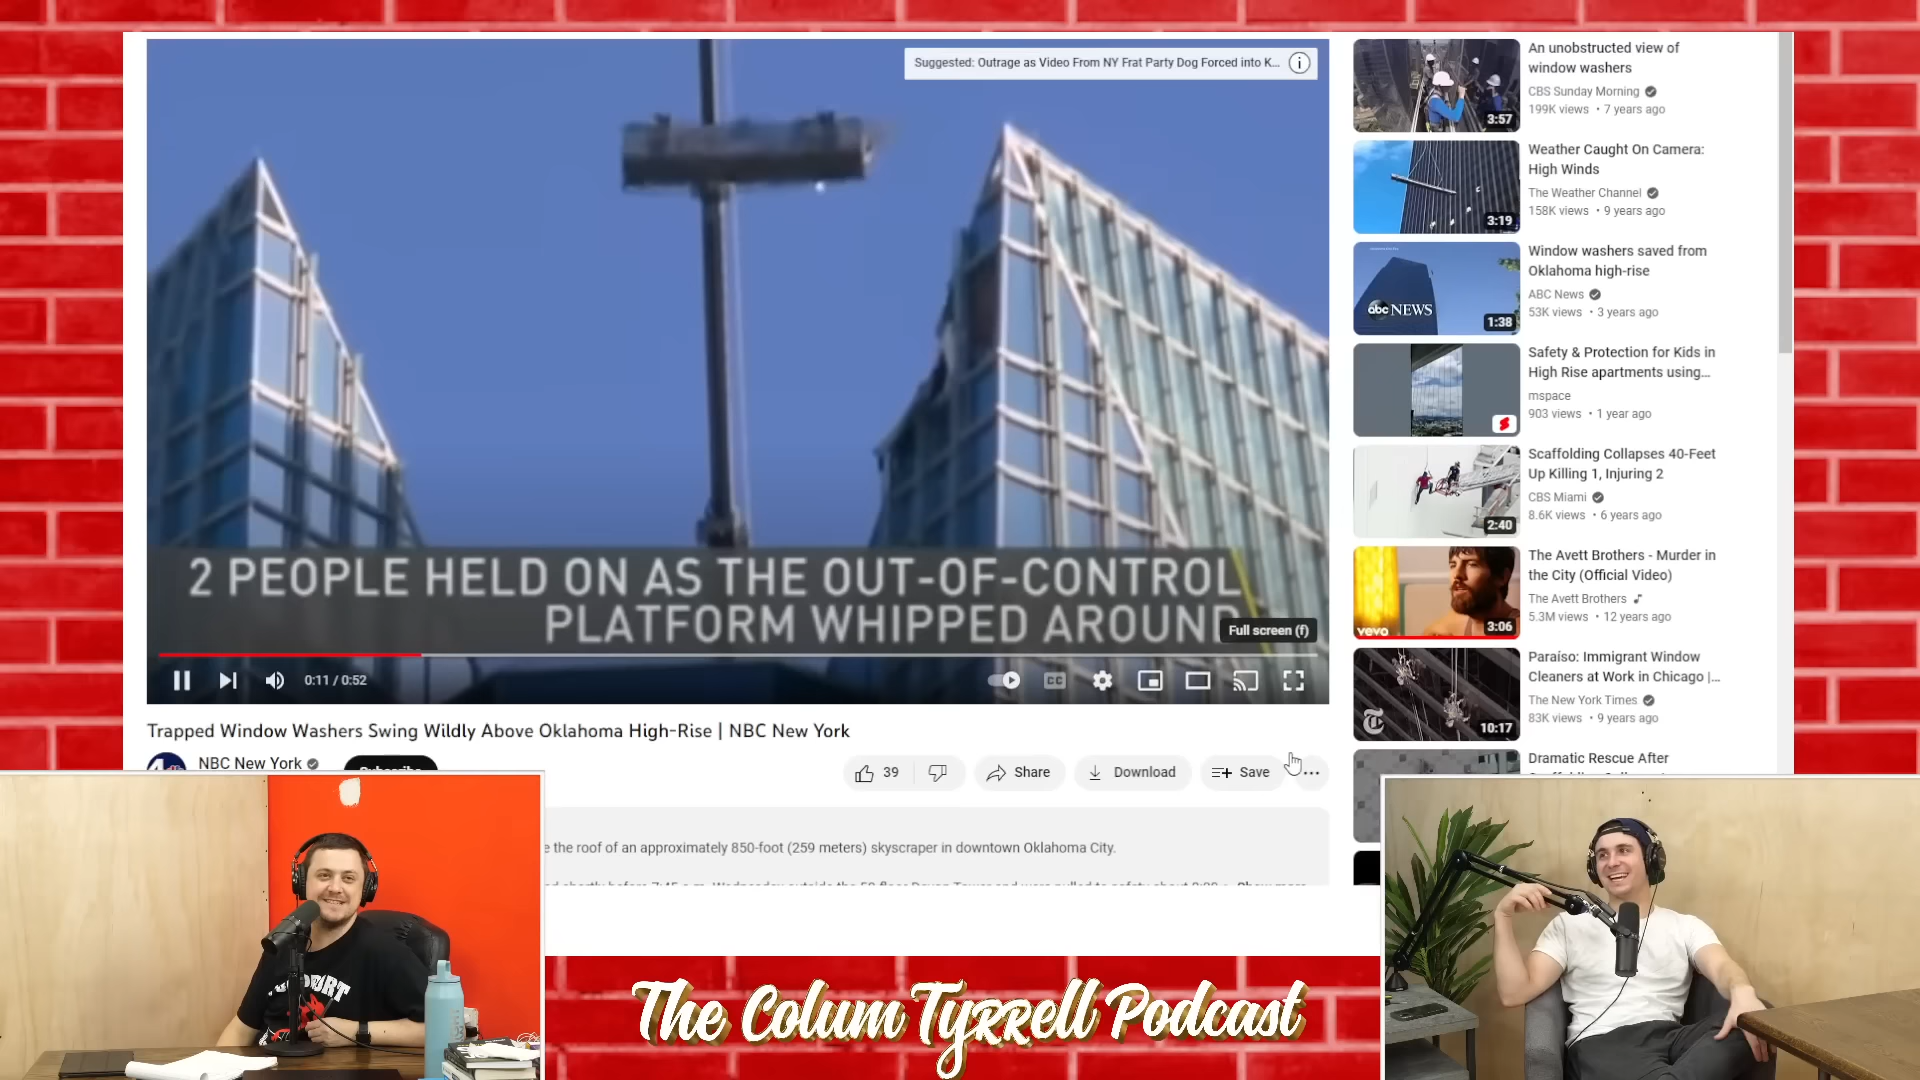 Suggested: Outrage as Video From NY Frat Party Dog Forced into K...
2 PEOPLE HELD ON AS THE OUT-OF-CONTROL
PLATFORM WHIPPED AROUND
Full screen (f)
0:11 / 0:52
CC
Trapped Window Washers Swing Wildly Above Oklahoma High-Rise | NBC New York
NBC New York
Subscribe
39
Share
Download
Save
e the roof of an approximately 850-foot (259 meters) skyscraper in downtown Oklahoma City.
An unobstructed view of
window washers
CBS Sunday Morning
199K views • 7 years ago
3:57
Weather Caught On Camera:
High Winds
The Weather Channel
158K views • 9 years ago
3:19
Window washers saved from
Oklahoma high-rise
ABC News
53K views • 3 years ago
abc NEWS
1:38
Safety & Protection for Kids in
High Rise apartments using...
mspace
903 views • 1 year ago
Scaffolding Collapses 40-Feet
Up Killing 1, Injuring 2
CBS Miami
8.6K views • 6 years ago
2:40
The Avett Brothers - Murder in
the City (Official Video)
The Avett Brothers
5.3M views • 12 years ago
vevo
3:06
Paraíso: Immigrant Window
Cleaners at Work in Chicago |...
The New York Times
83K views • 9 years ago
10:17
Dramatic Rescue After
The Colum Tyrrell Podcast